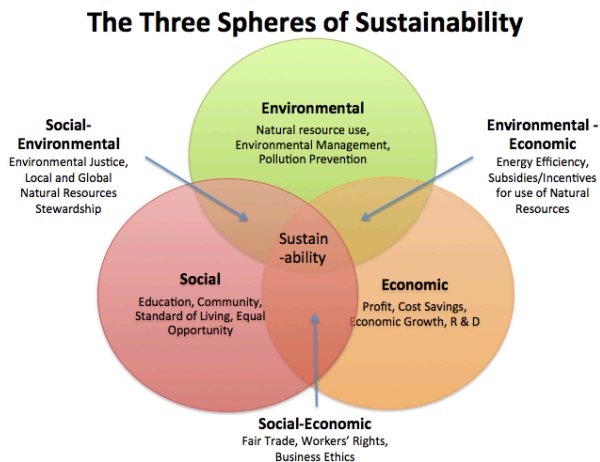 The Three Spheres of Sustainability
Social-
Environmental
Environmental Justice,
Local and Global
Natural Resources
Stewardship
Environmental
Natural resource use,
Environmental Management,
Pollution Prevention
Environmental -
Economic
Energy Efficiency,
Subsidies/Incentives
for use of Natural
Resources
Sustain
-ability
Social
Education, Community,
Standard of Living, Equal
Opportunity
Economic
Profit, Cost Savings,
Economic Growth, R & D
Social-Economic
Fair Trade, Workers’ Rights,
Business Ethics